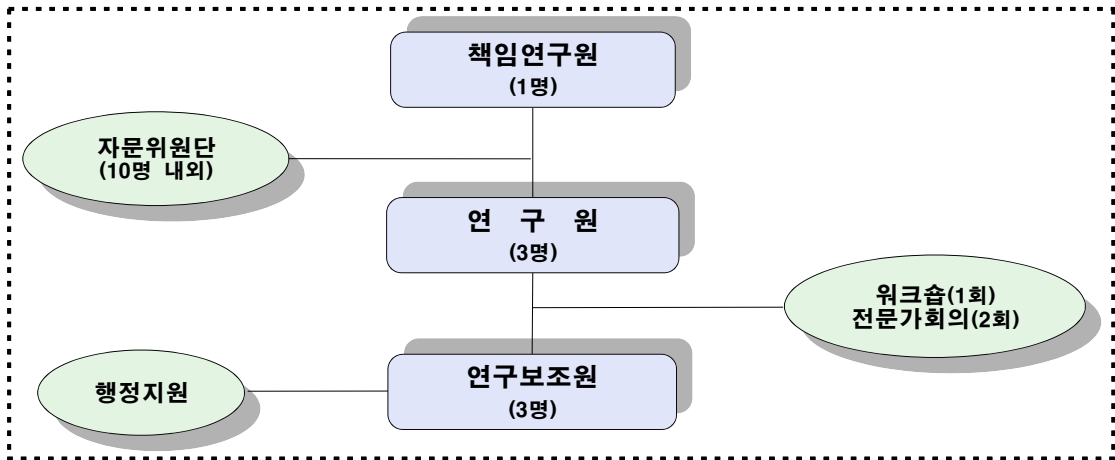 책임연구원
(1명)
자문위원단
(10명 내외)
연 구 원
(3명)
워크숍(1회)
전문가회의(2회)
연구보조원
(3명)
행정지원